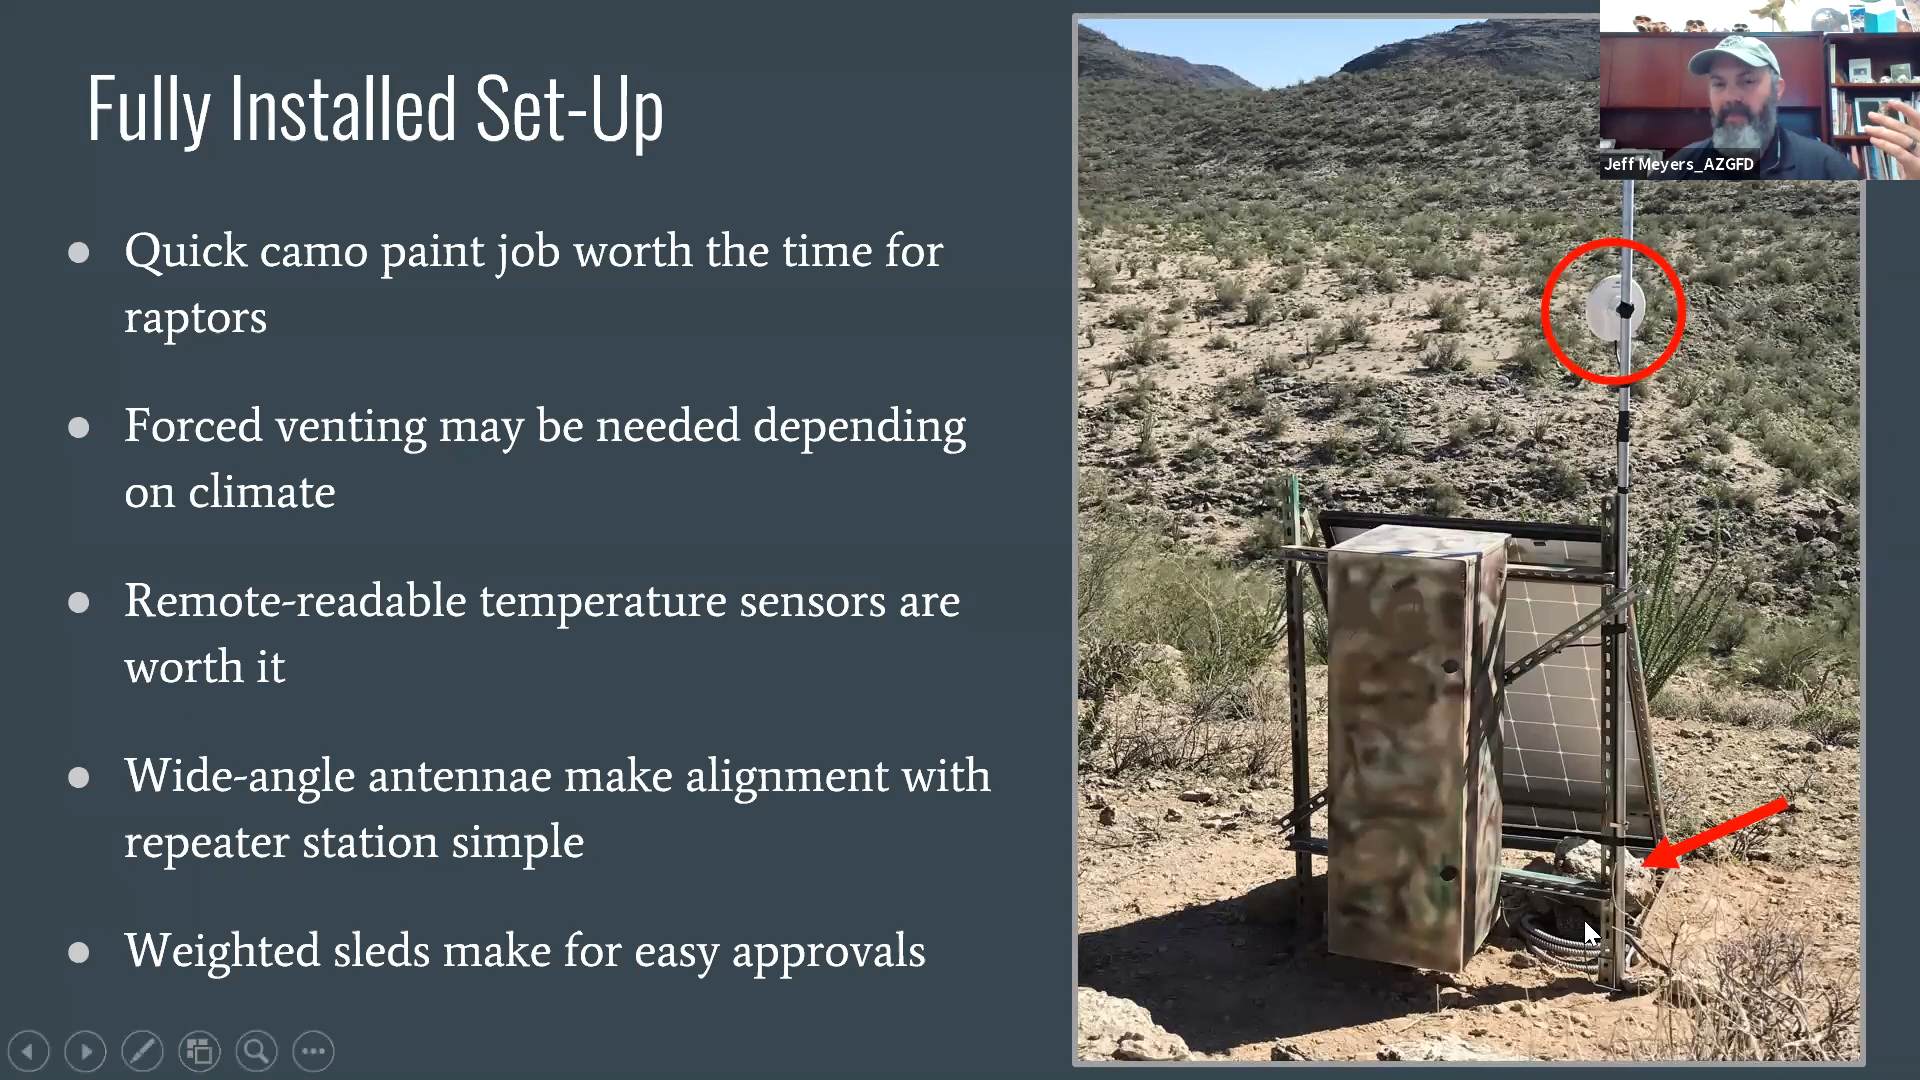 Fully Installed Set-Up
Jeff Meyers_AZGFD
Quick camo paint job worth the time for
raptors
Forced venting may be needed depending
on climate
Remote-readable temperature sensors are
worth it
Wide-angle antennae make alignment with
repeater station simple
Weighted sleds make for easy approvals